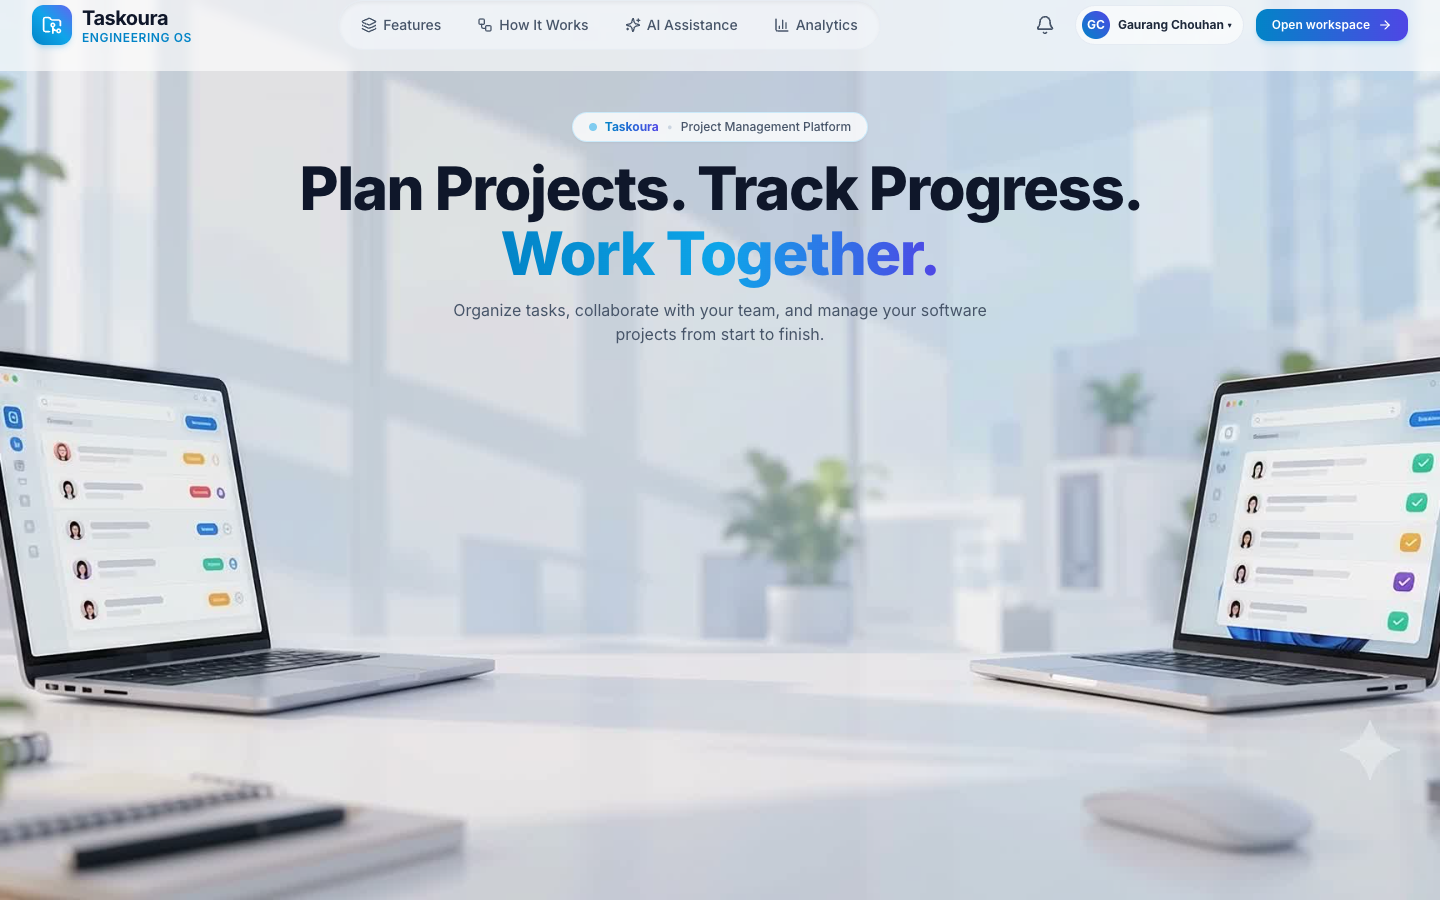 Taskoura
ENGINEERING OS
Features
How It Works
AI Assistance
Analytics
GC
Gaurang Chouhan
Open workspace
Taskoura • Project Management Platform
Plan Projects. Track Progress.
Work Together.
Organize tasks, collaborate with your team, and manage your software
projects from start to finish.